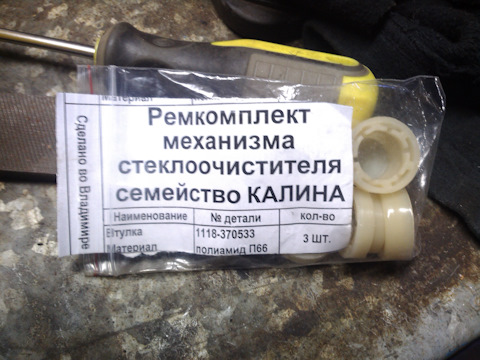 Материал
Ремкомплект
механизма
стеклоочистителя
семейство КАЛИНА
Наименование № детали кол-во
Втулка 1118-370533 3 ШТ.
Материал полиамид П66
Сделано во Владимире